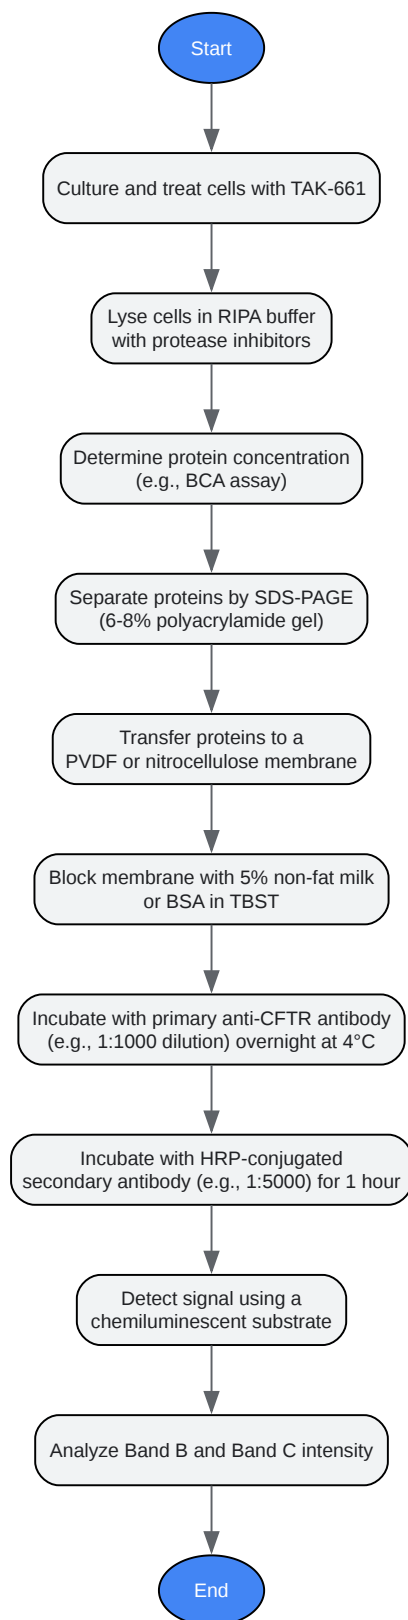 Start
Culture and treat cells with TAK-661
Lyse cells in RIPA buffer
with protease inhibitors
Determine protein concentration
(e.g., BCA assay)
Separate proteins by SDS-PAGE
(6-8% polyacrylamide gel)
Transfer proteins to a
PVDF or nitrocellulose membrane
Block membrane with 5% non-fat milk
or BSA in TBST
Incubate with primary anti-CFTR antibody
(e.g., 1:1000 dilution) overnight at 4°C
Incubate with HRP-conjugated
secondary antibody (e.g., 1:5000) for 1 hour
Detect signal using a
chemiluminescent substrate
Analyze Band B and Band C intensity
End